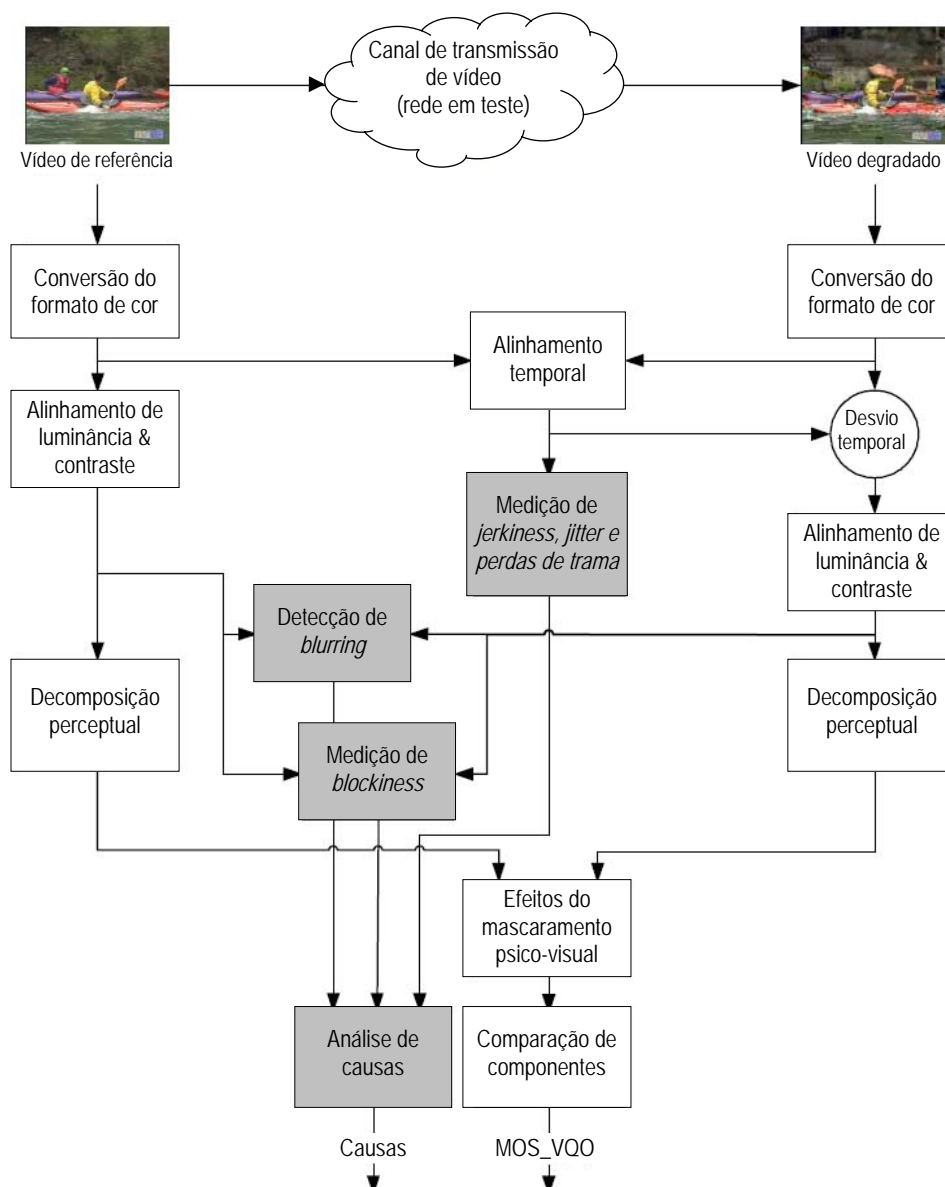 Canal de transmissão
de vídeo
(rede em teste)
Vídeo de referência
Vídeo degradado
Conversão do
formato de cor
Conversão do
formato de cor
Alinhamento
temporal
Alinhamento de
luminância &
contraste
Desvio
temporal
Medição de
jerkiness, jitter e
perdas de trama
Alinhamento de
luminância &
contraste
Detecção de
blurring
Decomposição
perceptual
Decomposição
perceptual
Medição de
blockiness
Efeitos do
mascaramento
psico-visual
Análise de
causas
Comparação de
componentes
Causas
MOS_VQO